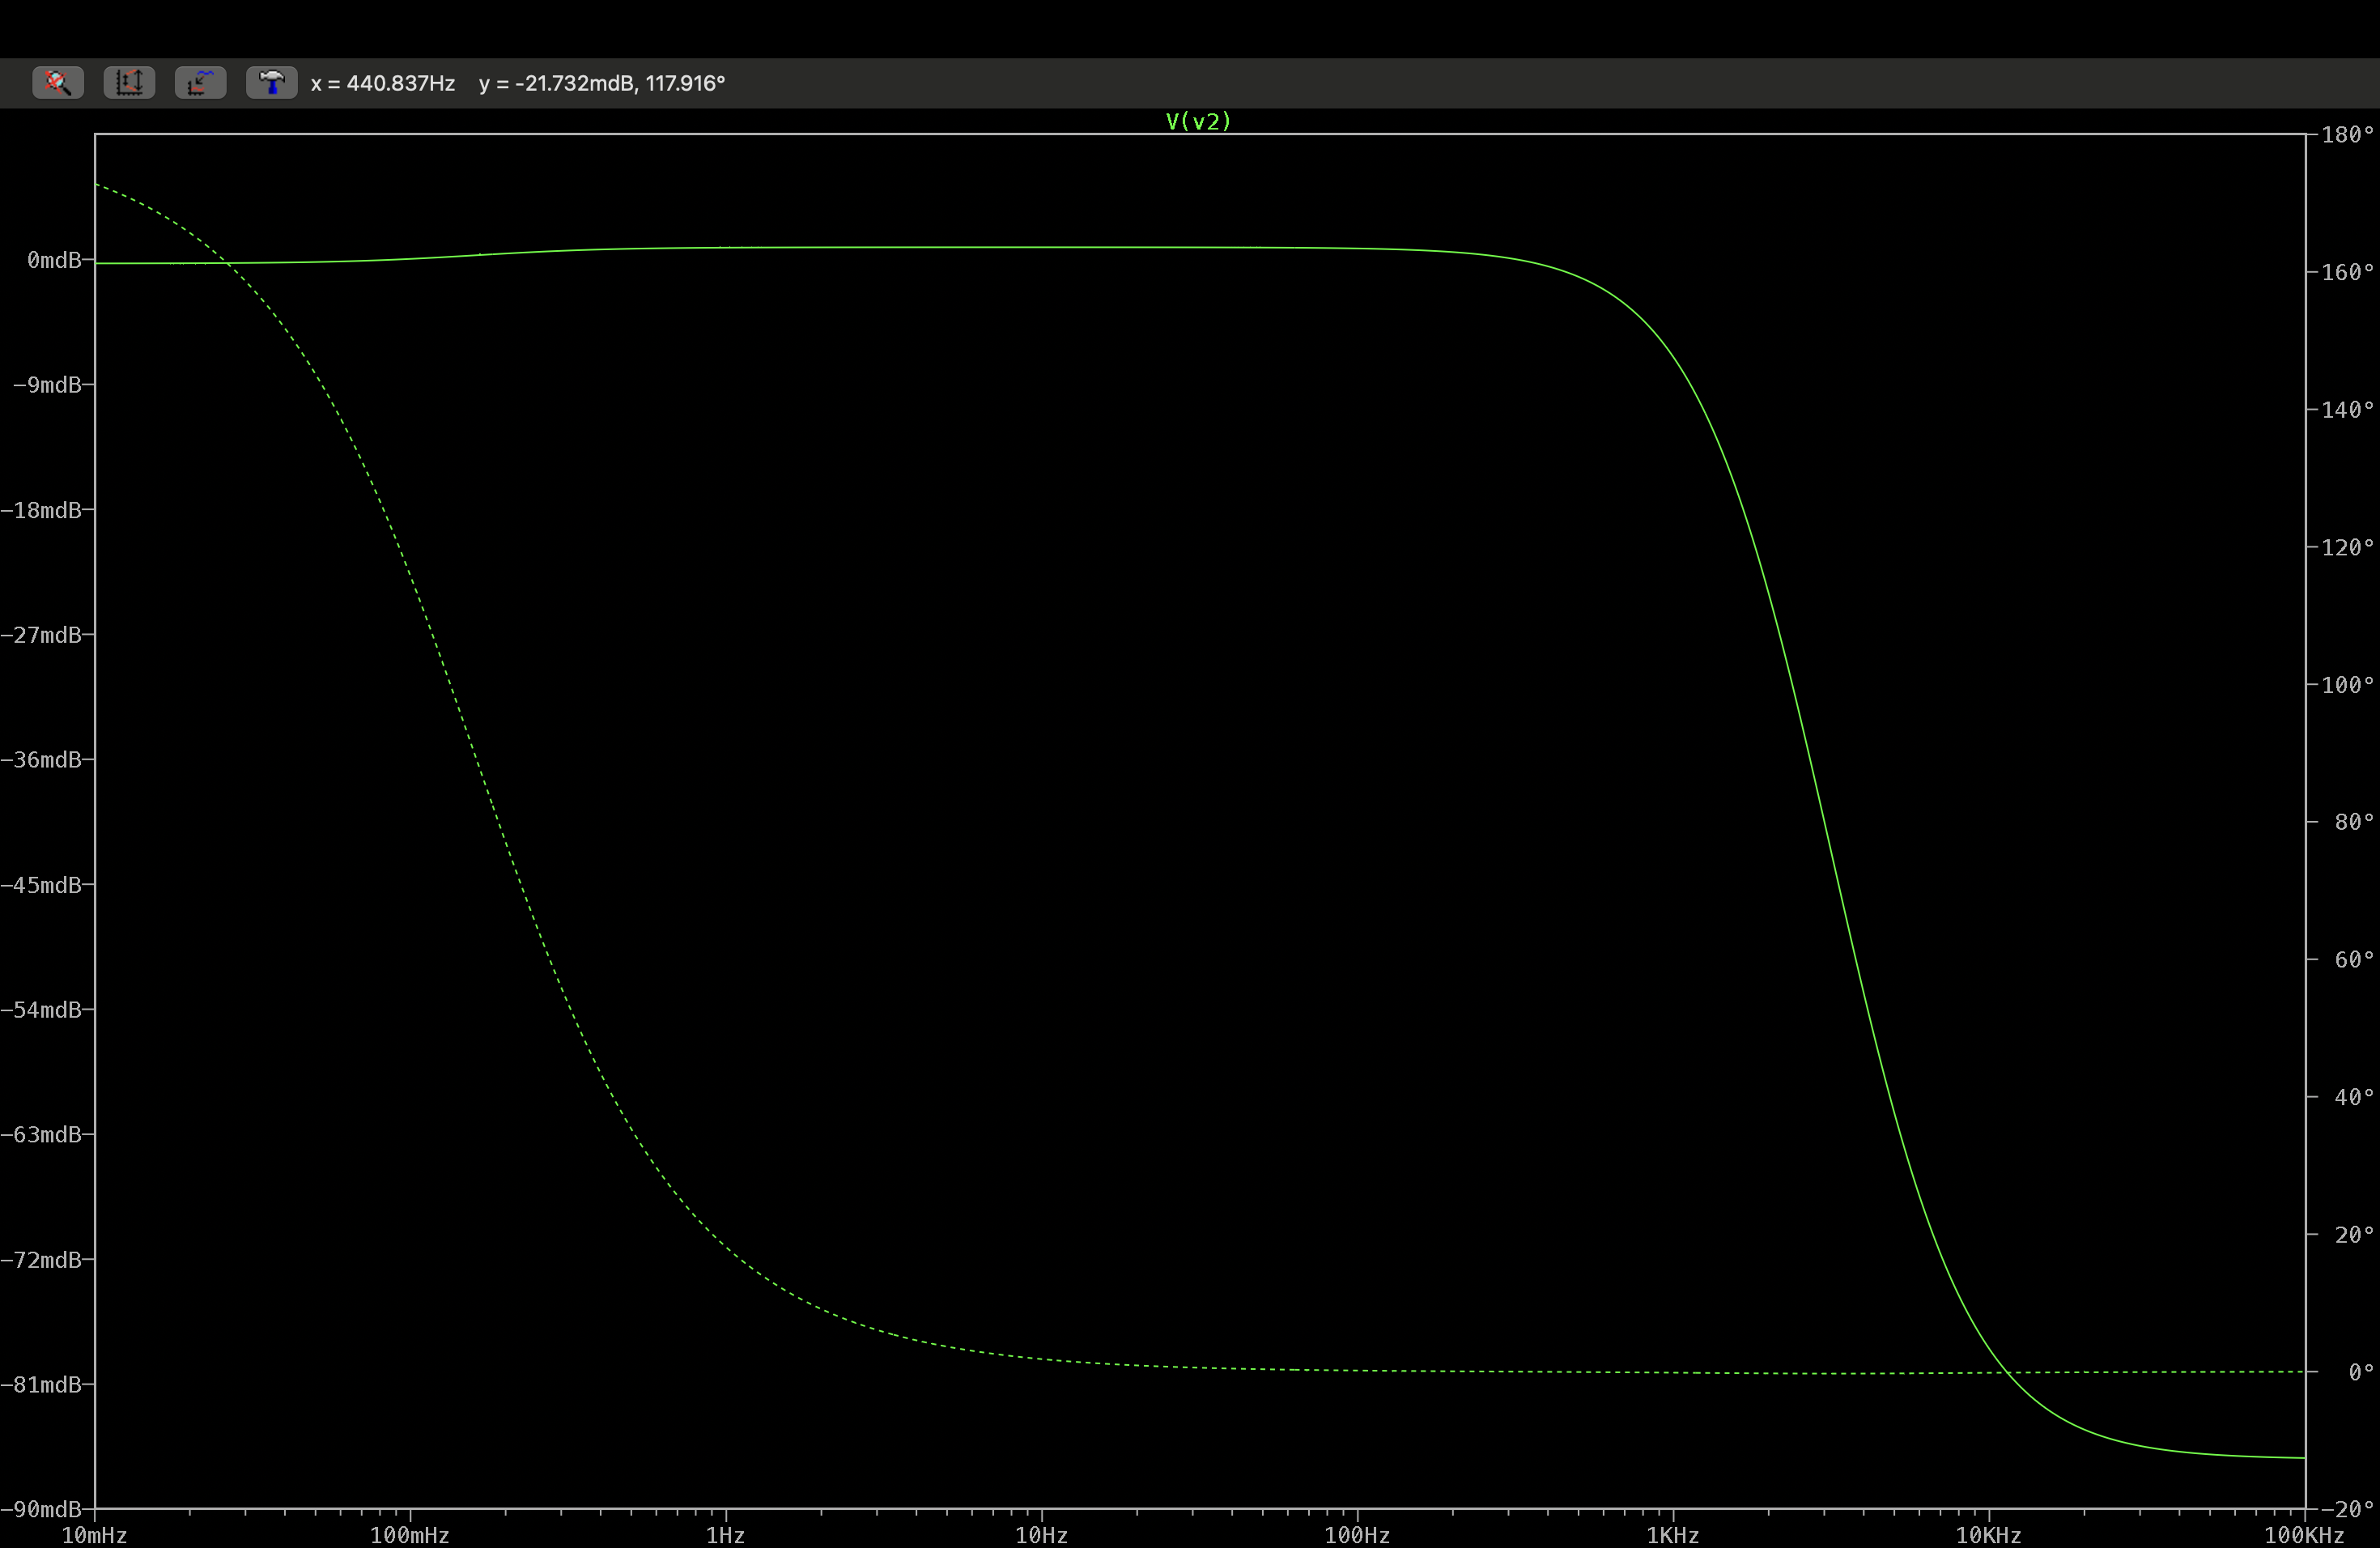 x = 440.837Hz y = -21.732mdB, 117.916°
V(v2)
0mdB
-9mdB
-18mdB
-27mdB
-36mdB
-45mdB
-54mdB
-63mdB
-72mdB
-81mdB
-90mdB
180°
160°
140°
120°
100°
80°
60°
40°
20°
0°
-20°
10mHz 100mHz 1Hz 10Hz 100Hz 1KHz 10KHz 100KHz